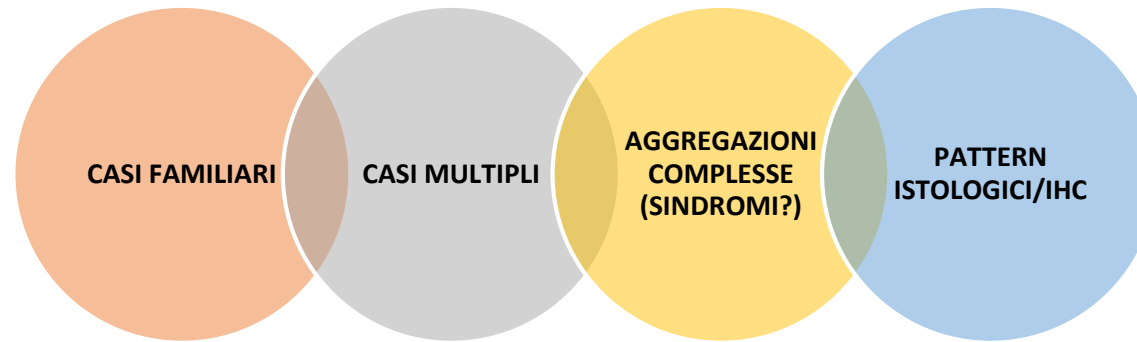 CASI FAMILIARI
CASI MULTIPLI
AGGREGAZIONI
COMPLESSE
(SINDROMI?)
PATTERN
ISTOLOGICI/IHC